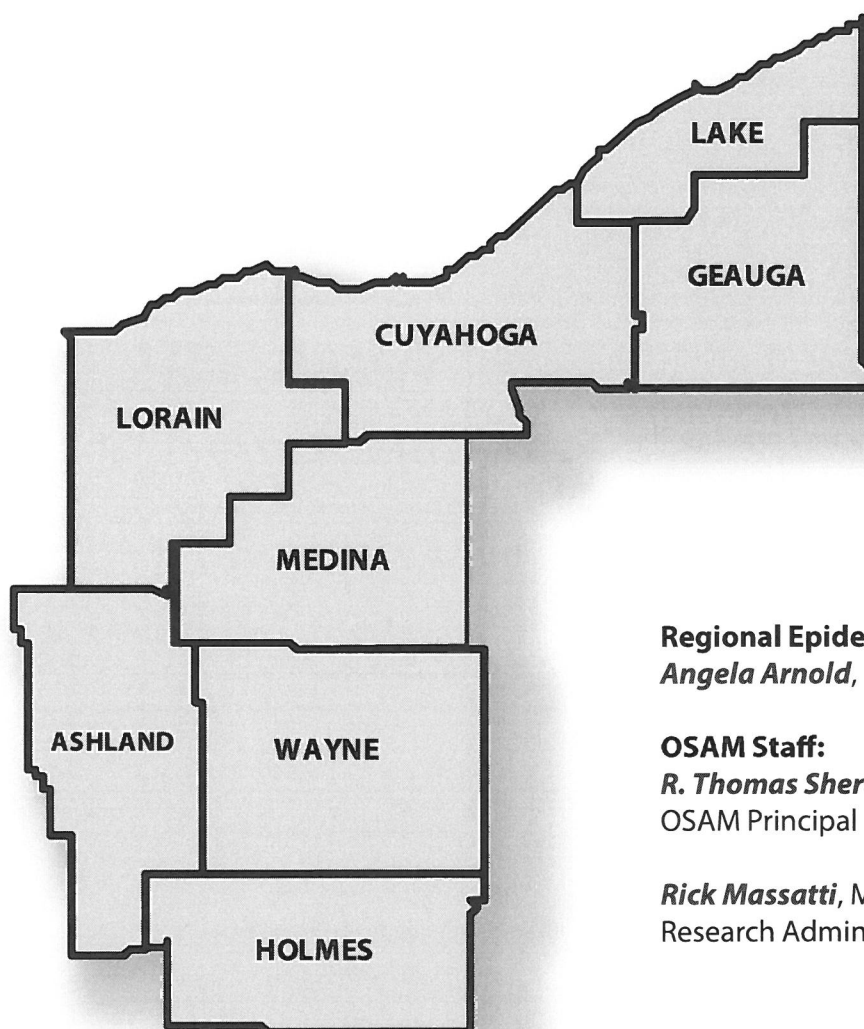 LAKE
GEAUGA
CUYAHOGA
LORAIN
MEDINA
ASHLAND
WAYNE
HOLMES
Regional Epide
Angela Arnold,
OSAM Staff:
R. Thomas Sher
OSAM Principal
Rick Massatti, M
Research Admin